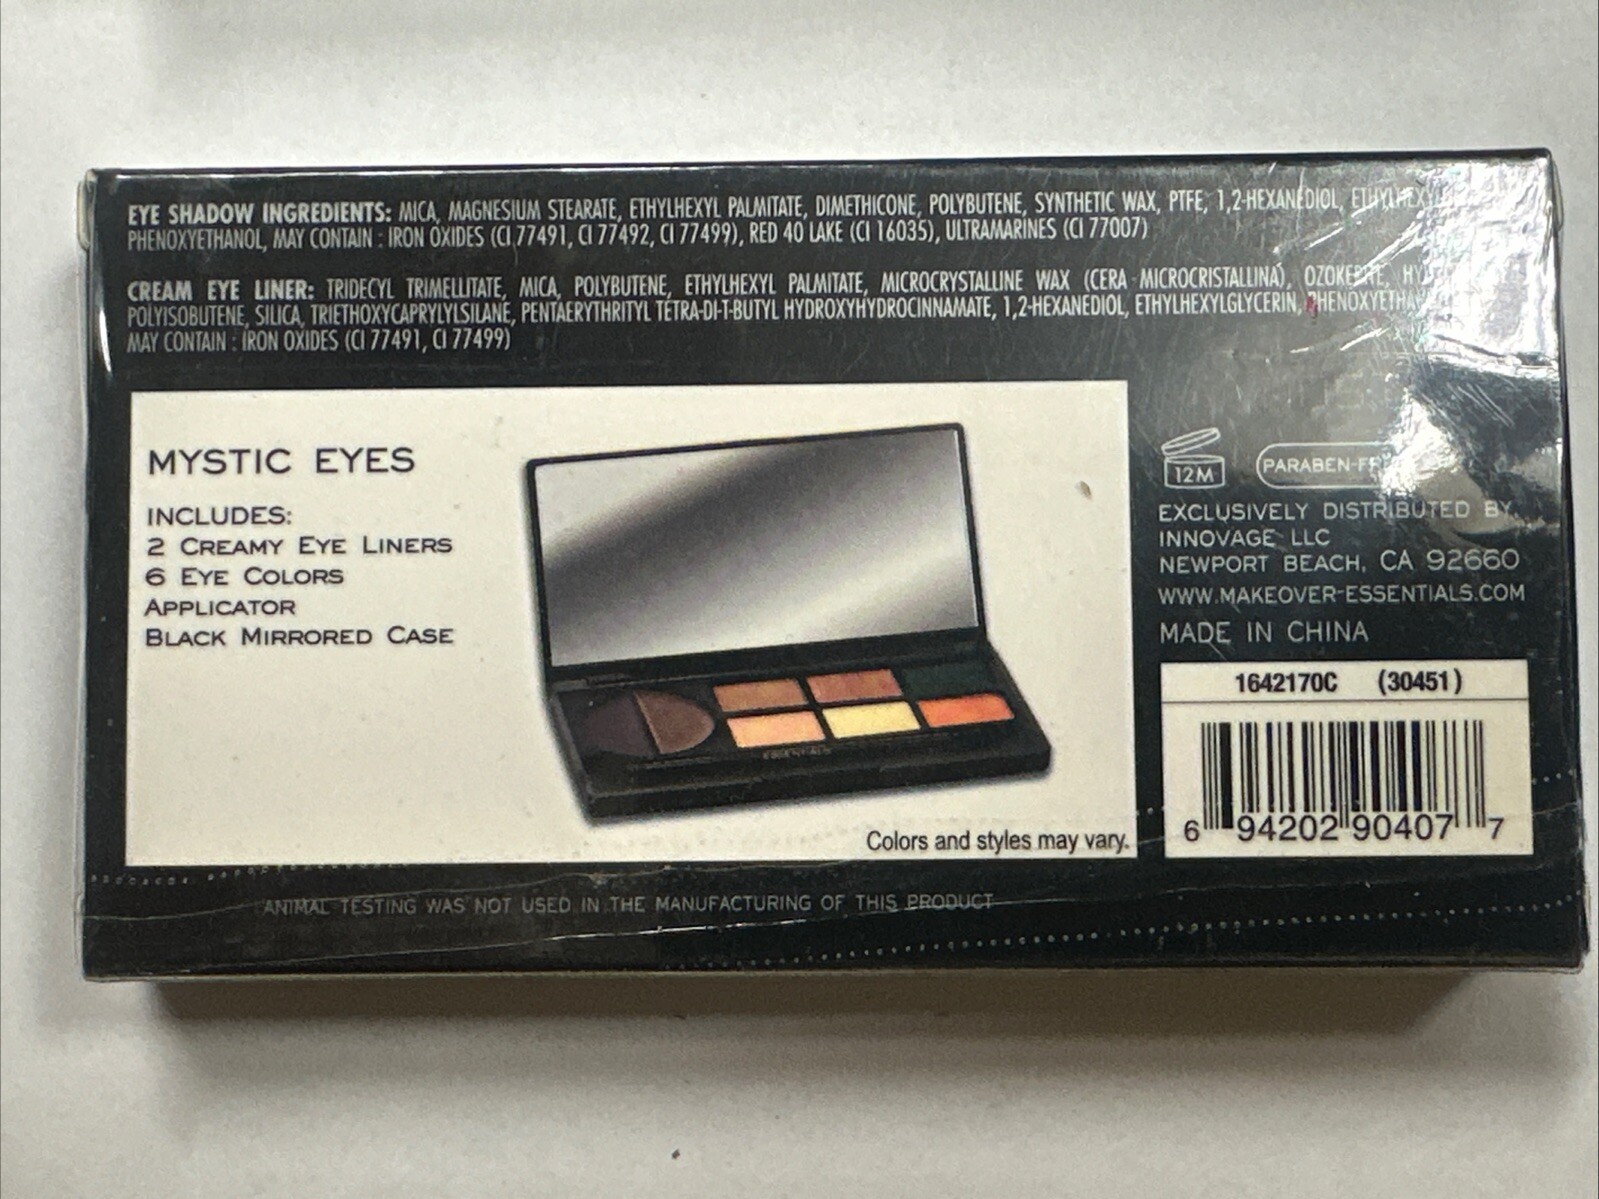 EYE SHADOW INGREDIENTS: MICA, MAGNESIUM STEARATE, ETHYLHEXYL PALMITATE, DIMETHICONE, POLYBUTENE, SYNTHETIC WAX, PTFE, 1,2-HEXANEDIOL,
PHENOXYETHANOL, MAY CONTAIN : IRON OXIDES (CI 77491, CI 77492, CI 77499), RED 40 LAKE (CI 16035), ULTRAMARINES (CI 77007)
CREAM EYE LINER: TRIDECYL TRIMELLITATE, MICA, POLYBUTENE, ETHYLHEXYL PALMITATE, MICROCRYSTALLINE WAX (CERA MICROCRISTALLINA), OZOKERITE,
POLYISOBUTENE, SILICA, TRIETHOXYCAPRYLYLSILANE, PENTAERYTHRITYL TETRA-DI-T-BUTYL HYDROXYHYDROCINNAMATE, 1,2-HEXANEDIOL, ETHYLHEXYLGLYCERIN,
MAY CONTAIN : IRON OXIDES (CI 77491, CI 77499)
MYSTIC EYES
INCLUDES:
2 CREAMY EYE LINERS
6 EYE COLORS
APPLICATOR
BLACK MIRRORED CASE
ESSENTIALS
Colors and styles may vary.
12M
EXCLUSIVELY DISTRIBUTED BY
INNOVAGE LLC
NEWPORT BEACH, CA 92660
WWW.MAKEOVER-ESSENTIALS.COM
MADE IN CHINA
1642170C (30451)
6 94202 90407 7
ANIMAL TESTING WAS NOT USED IN THE MANUFACTURING OF THIS PRODUCT